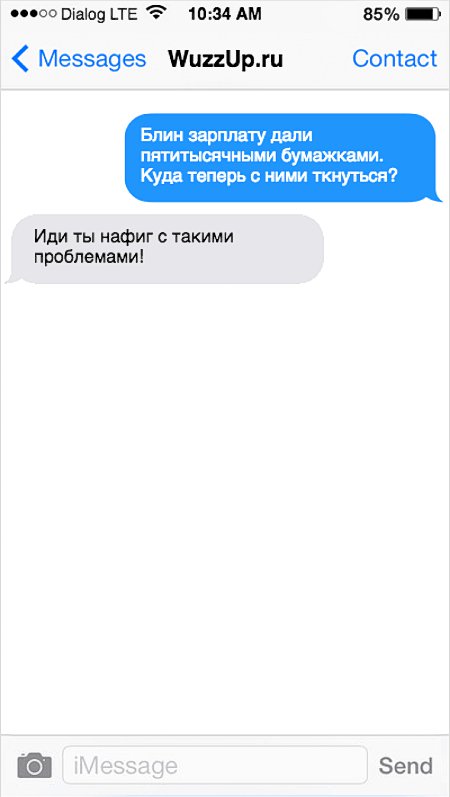 Dialog LTE 10:34 AM 85%
Messages WuzzUp.ru Contact
Блин зарплату дали
пятитысячными бумажками.
Куда теперь с ними ткнуться?
Иди ты нафиг с такими
проблемами!
iMessage Send